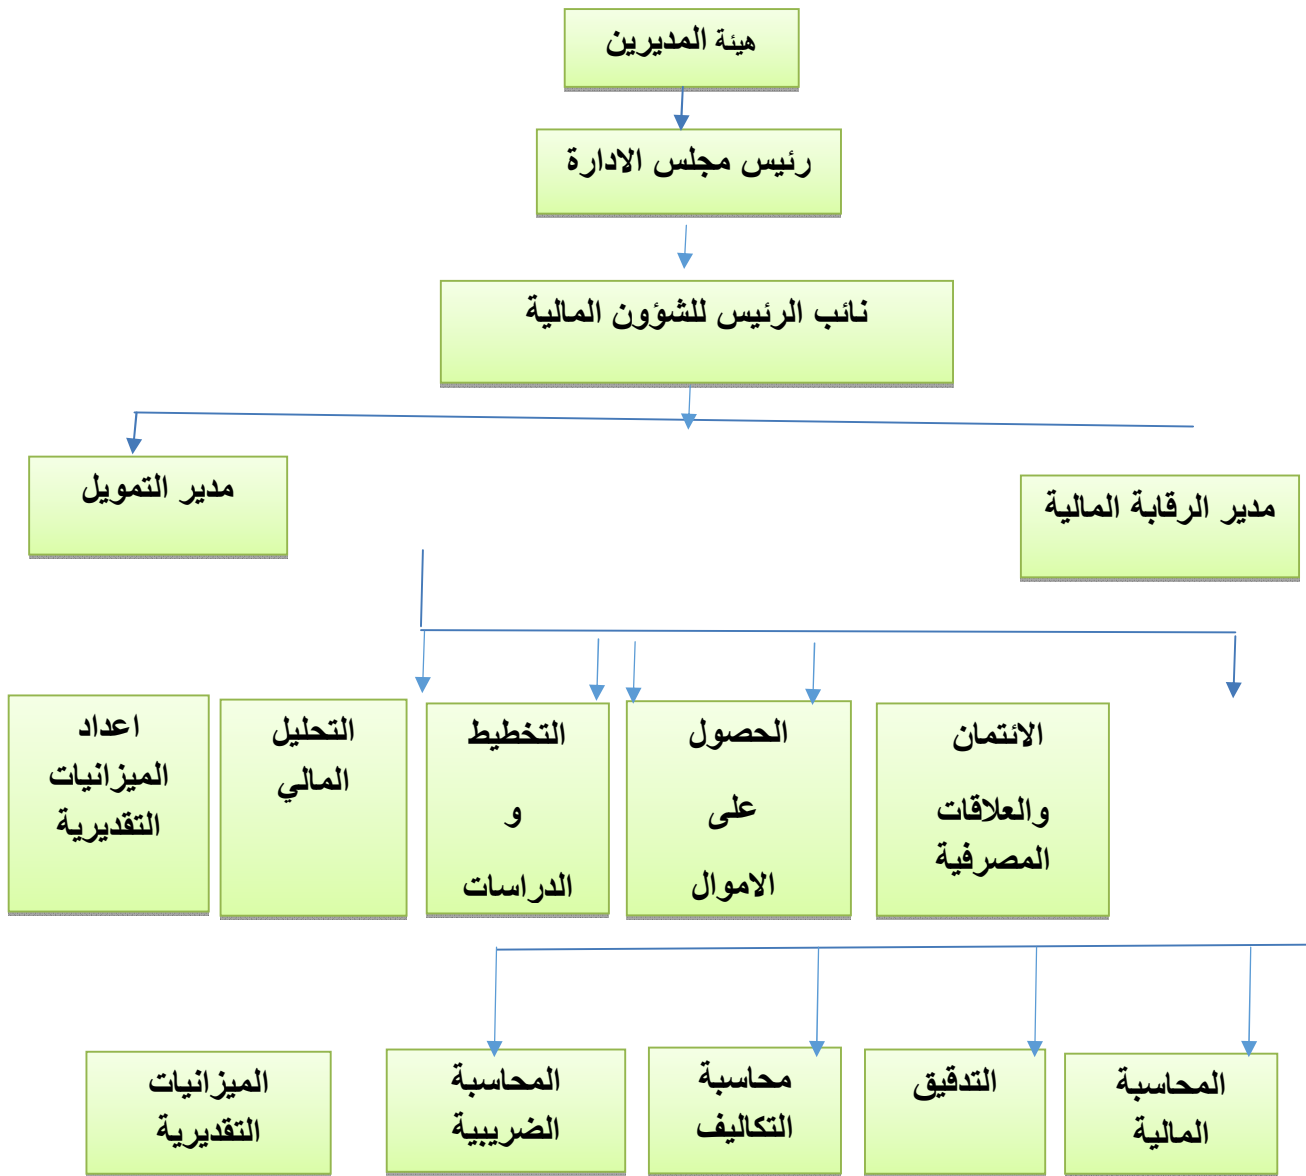 هيئة المديرين
رئيس مجلس الادارة
نائب الرئيس للشؤون المالية
مدير الرقابة المالية
مدير التمويل
الائتمان
والعلاقات
المصرفية
الحصول
على
الاموال
التخطيط
و
الدراسات
التحليل
المالي
اعداد
الميزانيات
التقديرية
المحاسبة
المالية
التدقيق
محاسبة
التكاليف
المحاسبة
الضريبية
الميزانيات
التقديرية